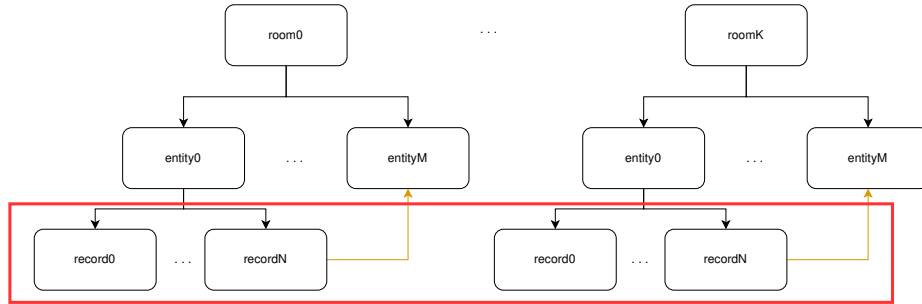 room0
. . .
roomK
entity0
. . .
entityM
entity0
. . .
entityM
record0
. . .
recordN
record0
. . .
recordN